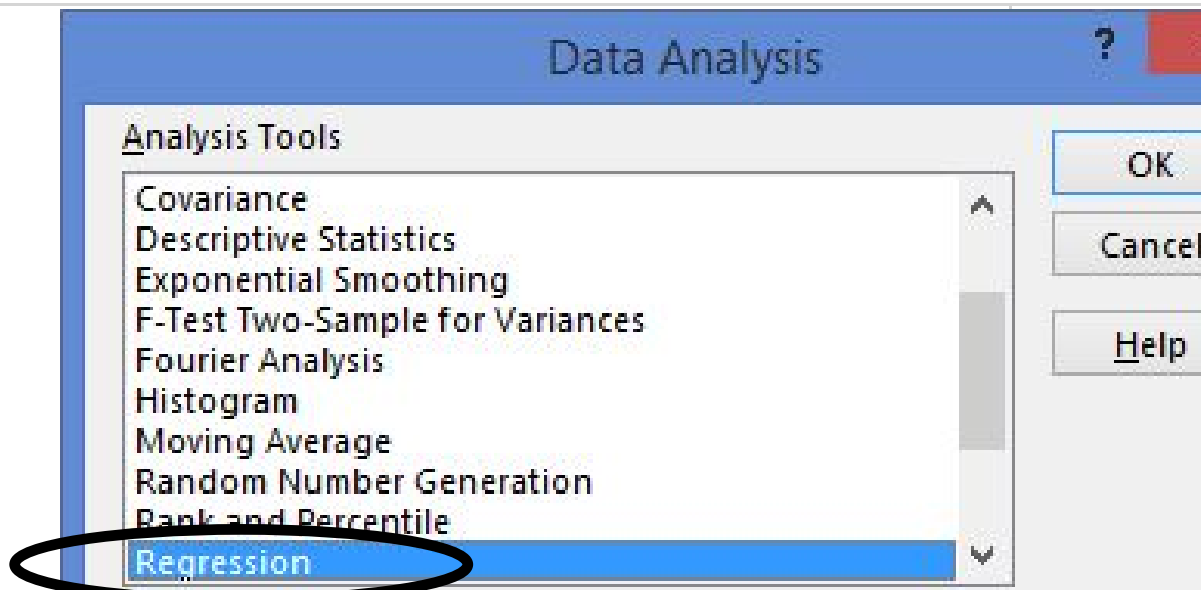 Data Analysis
?
Analysis Tools
OK
Covariance
Descriptive Statistics
Cancel
Exponential Smoothing
F-Test Two-Sample for Variances
Help
Fourier Analysis
Histogram
Moving Average
Random Number Generation
Rank and Percentile
Regression